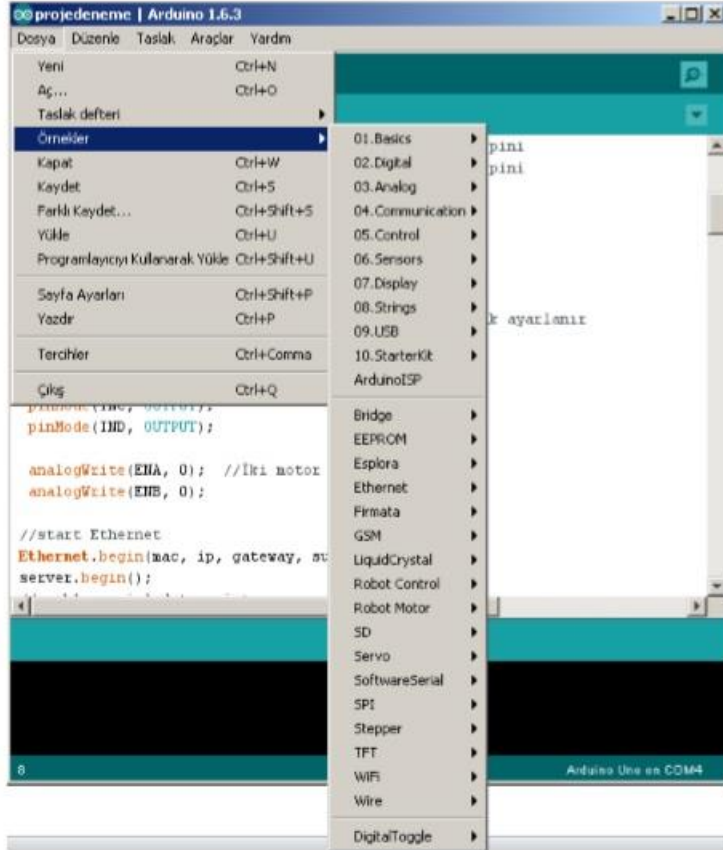 projedeneme | Arduino 1.6.3
Dosya Düzenle Taslak Araçlar Yardım
Yeni Ctrl+N
Aç... Ctrl+O
Taslak defteri
Örnekler
Kapat Ctrl+W
Kaydet Ctrl+S
Farklı Kaydet... Ctrl+Shift+S
Yükle Ctrl+U
Programlayıcıyı Kullanarak Yükle Ctrl+Shift+U
Sayfa Ayarları Ctrl+Shift+P
Yazdır Ctrl+P
Tercihler Ctrl+Comma
Çıkış Ctrl+Q
01.Basics
02.Digital
03.Analog
04.Communication
05.Control
06.Sensors
07.Display
08.Strings
09.USB
10.StarterKit
ArduinoISP
Bridge
EEPROM
Esplora
Ethernet
Firmata
GSM
LiquidCrystal
Robot Control
Robot Motor
SD
Servo
SoftwareSerial
SPI
Stepper
TFT
WiFi
Wire
DigitalToggle
pini
pini
k ayarlanır
pinMode(INC, OUTPUT);
pinMode(IND, OUTPUT);
analogWrite(ENA, 0); //İki motor
analogWrite(ENB, 0);
//start Ethernet
Ethernet.begin(mac, ip, gateway, su
server.begin();
8
Arduino Uno on COM4